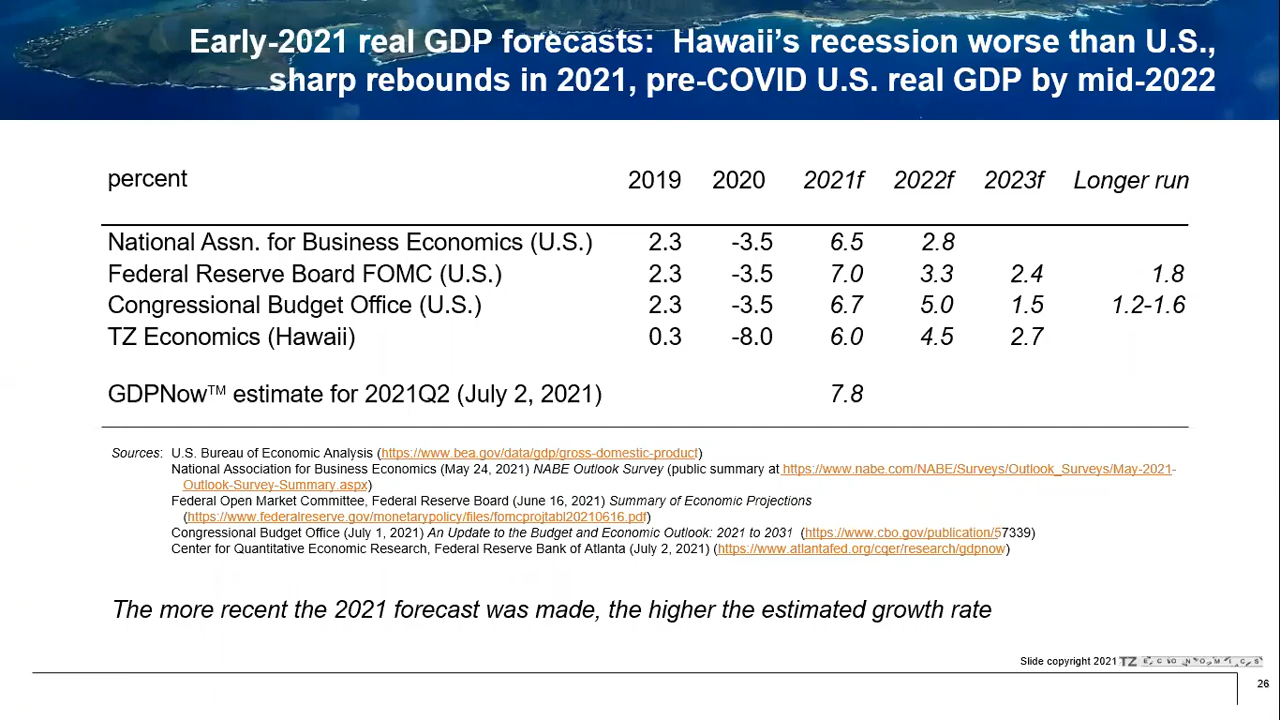 Early-2021 real GDP forecasts: Hawaii's recession worse than U.S.,
sharp rebounds in 2021, pre-COVID U.S. real GDP by mid-2022
percent 2019 2020 2021f 2022f 2023f Longer run
National Assn. for Business Economics (U.S.) 2.3 -3.5 6.5 2.8
Federal Reserve Board FOMC (U.S.) 2.3 -3.5 7.0 3.3 2.4 1.8
Congressional Budget Office (U.S.) 2.3 -3.5 6.7 5.0 1.5 1.2-1.6
TZ Economics (Hawaii) 0.3 -8.0 6.0 4.5 2.7
GDPNow™ estimate for 2021Q2 (July 2, 2021) 7.8
Sources: U.S. Bureau of Economic Analysis (https://www.bea.gov/data/gdp/gross-domestic-product)
National Association for Business Economics (May 24, 2021) NABE Outlook Survey (public summary at https://www.nabe.com/NABE/Surveys/Outlook_Surveys/May-2021-
Outlook-Survey-Summary.aspx)
Federal Open Market Committee, Federal Reserve Board (June 16, 2021) Summary of Economic Projections
(https://www.federalreserve.gov/monetarypolicy/files/fomcprojtabl20210616.pdf)
Congressional Budget Office (July 1, 2021) An Update to the Budget and Economic Outlook: 2021 to 2031 (https://www.cbo.gov/publication/57339)
Center for Quantitative Economic Research, Federal Reserve Bank of Atlanta (July 2, 2021) (https://www.atlantafed.org/cqer/research/gdpnow)
The more recent the 2021 forecast was made, the higher the estimated growth rate
Slide copyright 2021 TZ ECONOMICS
26